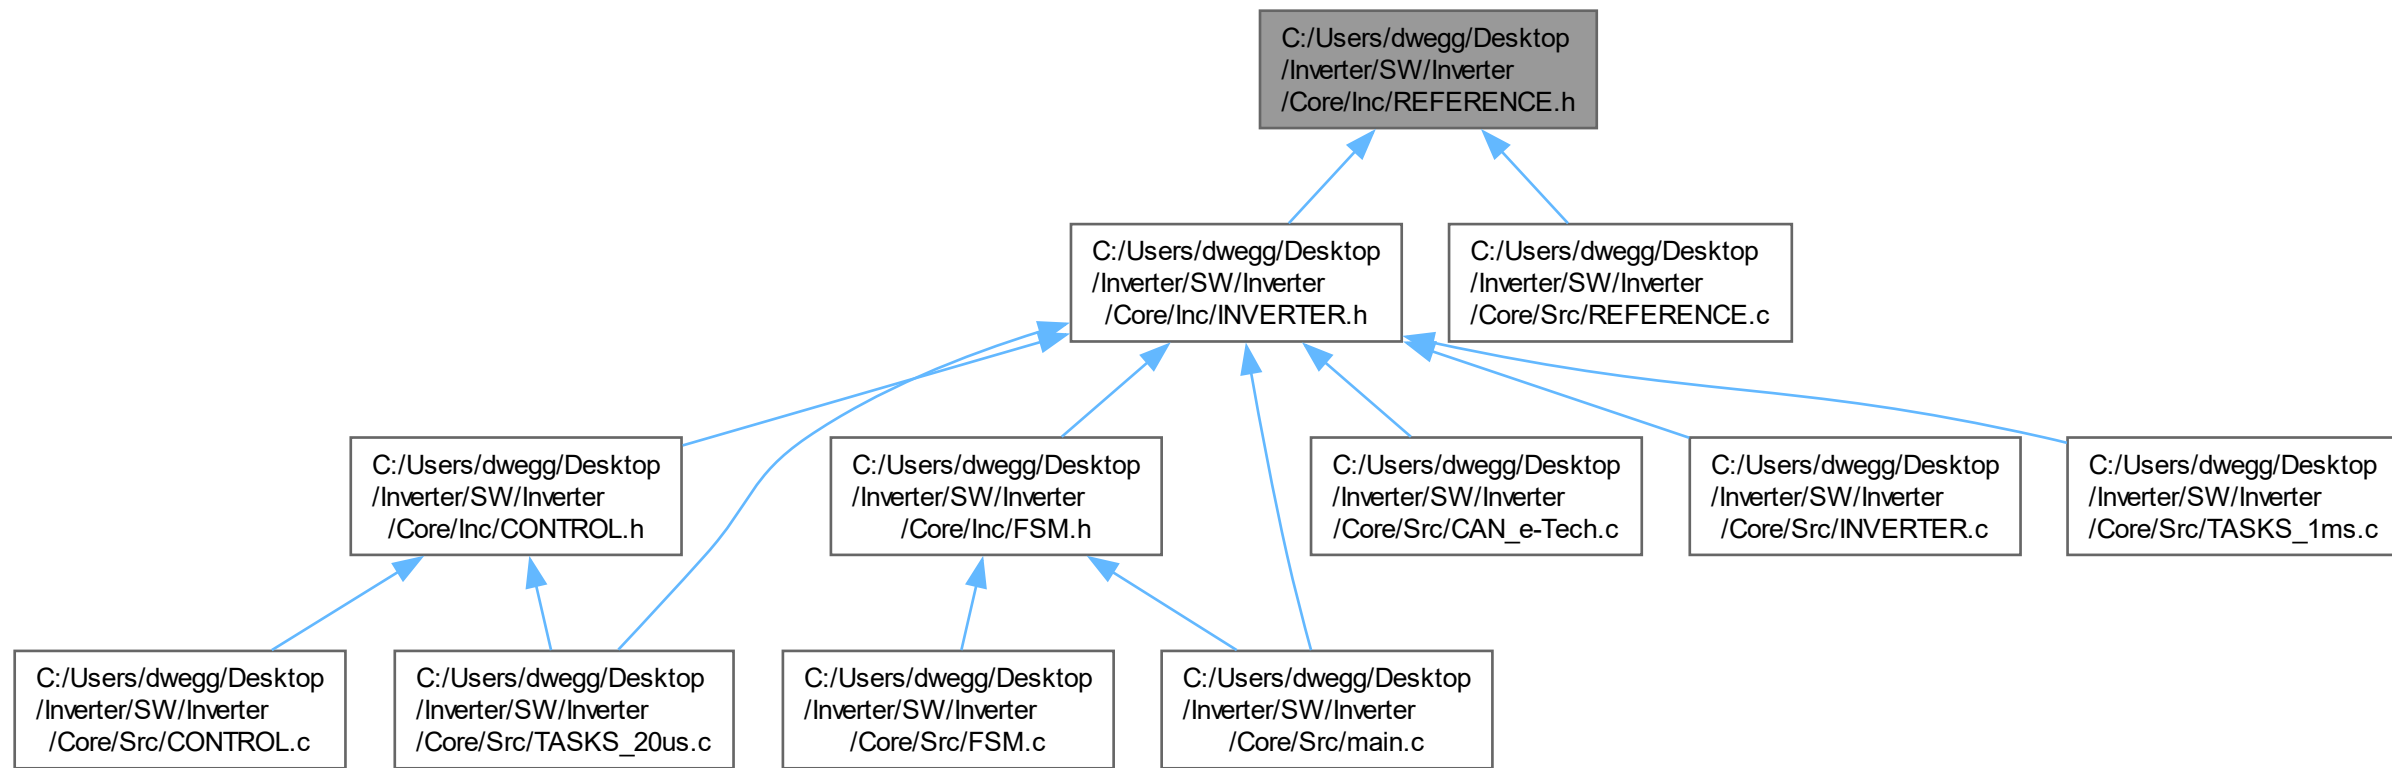 C:/Users/dwegg/Desktop
/Inverter/SW/Inverter
/Core/Inc/REFERENCE.h
C:/Users/dwegg/Desktop
/Inverter/SW/Inverter
/Core/Inc/INVERTER.h
C:/Users/dwegg/Desktop
/Inverter/SW/Inverter
/Core/Src/REFERENCE.c
C:/Users/dwegg/Desktop
/Inverter/SW/Inverter
/Core/Inc/CONTROL.h
C:/Users/dwegg/Desktop
/Inverter/SW/Inverter
/Core/Inc/FSM.h
C:/Users/dwegg/Desktop
/Inverter/SW/Inverter
/Core/Src/CAN_e-Tech.c
C:/Users/dwegg/Desktop
/Inverter/SW/Inverter
/Core/Src/INVERTER.c
C:/Users/dwegg/Desktop
/Inverter/SW/Inverter
/Core/Src/TASKS_1ms.c
C:/Users/dwegg/Desktop
/Inverter/SW/Inverter
/Core/Src/CONTROL.c
C:/Users/dwegg/Desktop
/Inverter/SW/Inverter
/Core/Src/TASKS_20us.c
C:/Users/dwegg/Desktop
/Inverter/SW/Inverter
/Core/Src/FSM.c
C:/Users/dwegg/Desktop
/Inverter/SW/Inverter
/Core/Src/main.c